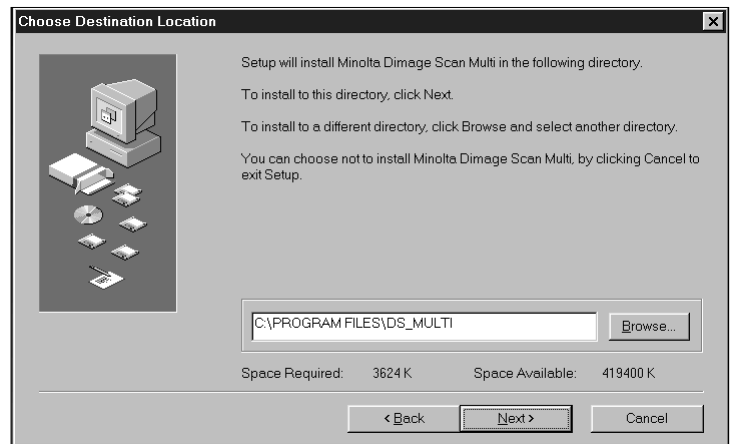 Choose Destination Location
Setup will install Minolta Dimage Scan Multi in the following directory.
To install to this directory, click Next.
To install to a different directory, click Browse and select another directory.
You can choose not to install Minolta Dimage Scan Multi, by clicking Cancel to
exit Setup.
C:\PROGRAM FILES\DS_MULTI
Browse...
Space Required: 3624 K Space Available: 419400 K
< Back Next > Cancel